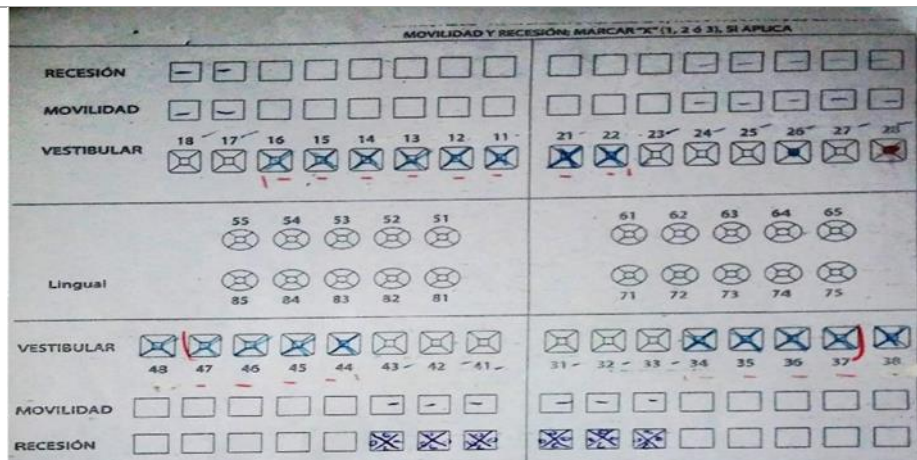 MOVILIDAD Y RECESIÓN; MARCAR "X" (1, 2 ó 3), SI APLICA
RECESIÓN
MOVILIDAD
18 17 16 15 14 13 12 11 21 22 23 24 25 26 27 28
VESTIBULAR
55 54 53 52 51 61 62 63 64 65
Lingual
85 84 83 82 81 71 72 73 74 75
VESTIBULAR
48 47 46 45 44 43 42 41 31 32 33 34 35 36 37 38
MOVILIDAD
RECESIÓN